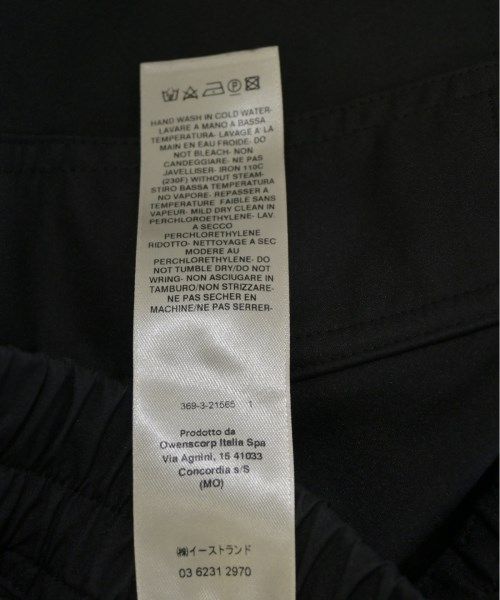 HAND WASH IN COLD WATER-
LAVARE A MANO A BASSA
TEMPERATURA- LAVAGE À LA
MAIN EN EAU FROIDE- DO
NOT BLEACH- NON
CANDEGGIARE- NE PAS
JAVELLISER- IRON 110C
(230F) WITHOUT STEAM-
STIRO BASSA TEMPERATURA
NO VAPORE- REPASSER À
TEMPERATURE FAIBLE SANS
VAPEUR- MILD DRY CLEAN IN
PERCHLOROETHYLENE- LAV.
A SECCO
PERCHLORETHYLENE
RIDOTTO- NETTOYAGE A SEC
MODERE AU
PERCHLORETHYLENE- DO
NOT TUMBLE DRY/DO NOT
WRING- NON ASCIUGARE IN
TAMBURO/NON STRIZZARE-
NE PAS SECHER EN
MACHINE/NE PAS SERRER-
369-3-21565 1
Prodotto da
Owenscorp Italia Spa
Via Agnini, 16 41033
Concordia s/S
(MO)
㈱イーストランド
03 6231 2970